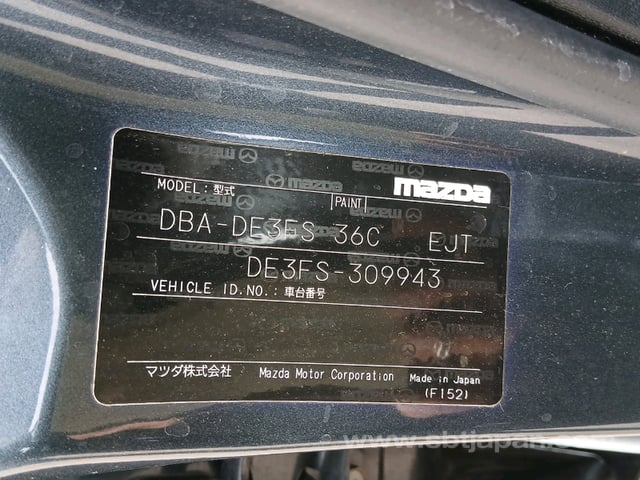 mazda
MODEL: 型式
PAINT
DBA-DE3FS 36C EJT
DE3FS-309943
VEHICLE ID.NO.: 車台番号
マツダ株式会社 Mazda Motor Corporation Made in Japan
(F152)